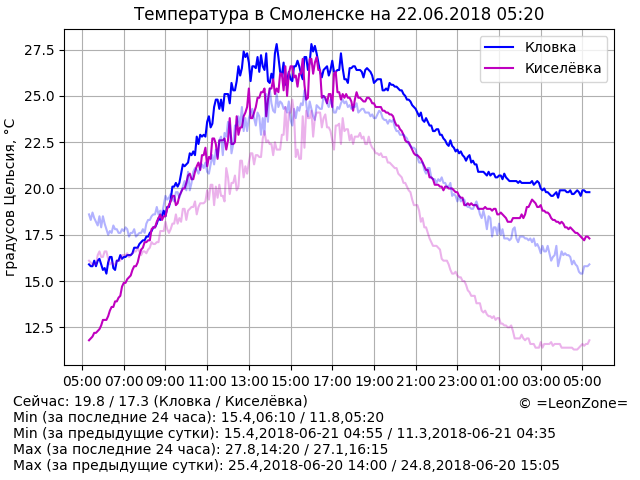 Температура в Смоленске на 22.06.2018 05:20
градусов Цельсия, °C
27.5
25.0
22.5
20.0
17.5
15.0
12.5
Кловка
Киселёвка
05:00 07:00 09:00 11:00 13:00 15:00 17:00 19:00 21:00 23:00 01:00 03:00 05:00
Сейчас: 19.8 / 17.3 (Кловка / Киселёвка)
© =LeonZone=
Min (за последние 24 часа): 15.4,06:10 / 11.8,05:20
Min (за предыдущие сутки): 15.4,2018-06-21 04:55 / 11.3,2018-06-21 04:35
Max (за последние 24 часа): 27.8,14:20 / 27.1,16:15
Max (за предыдущие сутки): 25.4,2018-06-20 14:00 / 24.8,2018-06-20 15:05